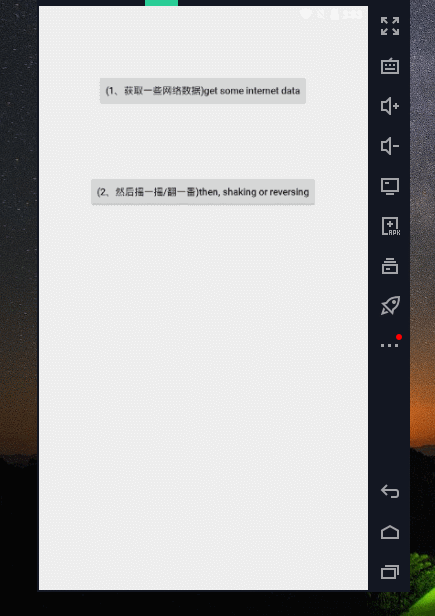 (1、获取一些网络数据)get some internet data
(2、然后摇一摇/翻一番)then, shaking or reversing
APK